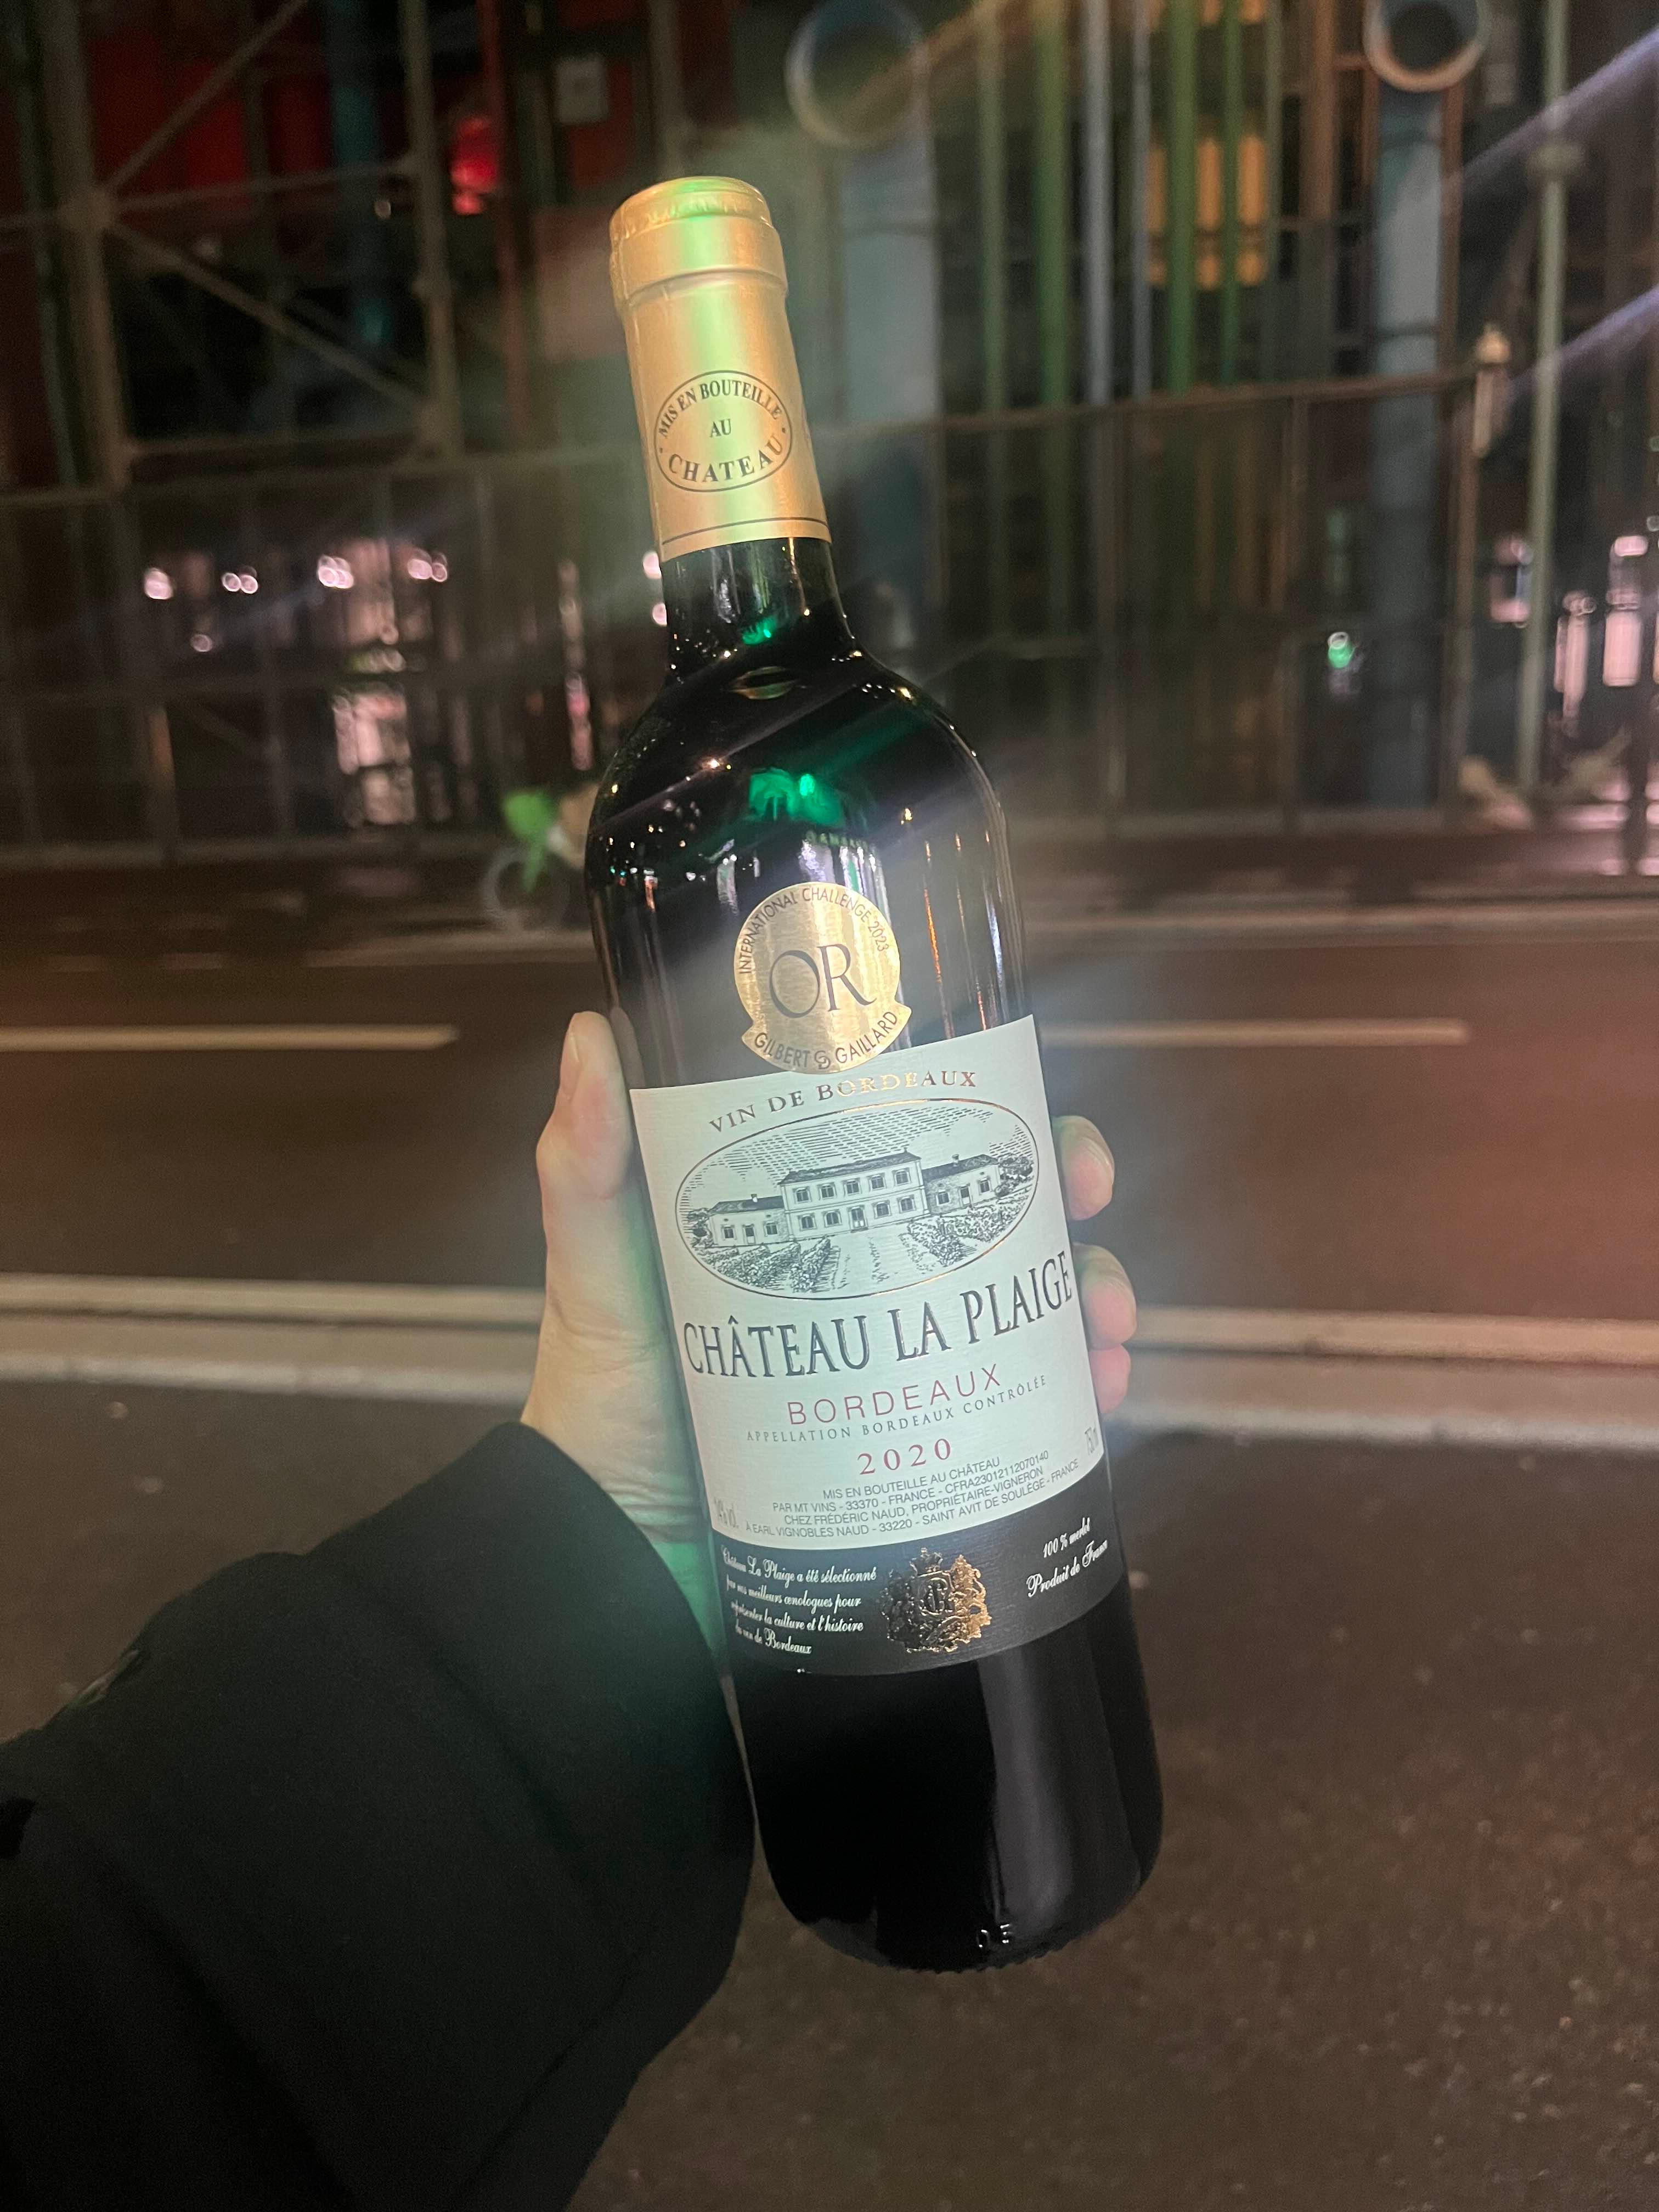 MIS EN BOUTEILLE
AU
CHATEAU
INTERNATIONAL CHALLENGE 2023
OR
GILBERT & GAILLARD
VIN DE BORDEAUX
CHÂTEAU LA PLAIGE
BORDEAUX
APPELLATION BORDEAUX CONTRÔLÉE
2020
MIS EN BOUTEILLE AU CHÂTEAU
PAR MT VINS - 33370 - FRANCE - CFRA23012112070140
CHEZ FRÉDÉRIC NAUD, PROPRIÉTAIRE-VIGNERON
À EARL VIGNOBLES NAUD - 33220 - SAINT AVIT DE SOULÈGE - FRANCE
Château La Plaige a été sélectionné
par nos meilleurs œnologues pour
représenter la culture et l'histoire
de Bordeaux
100 % merlot
Produit de France